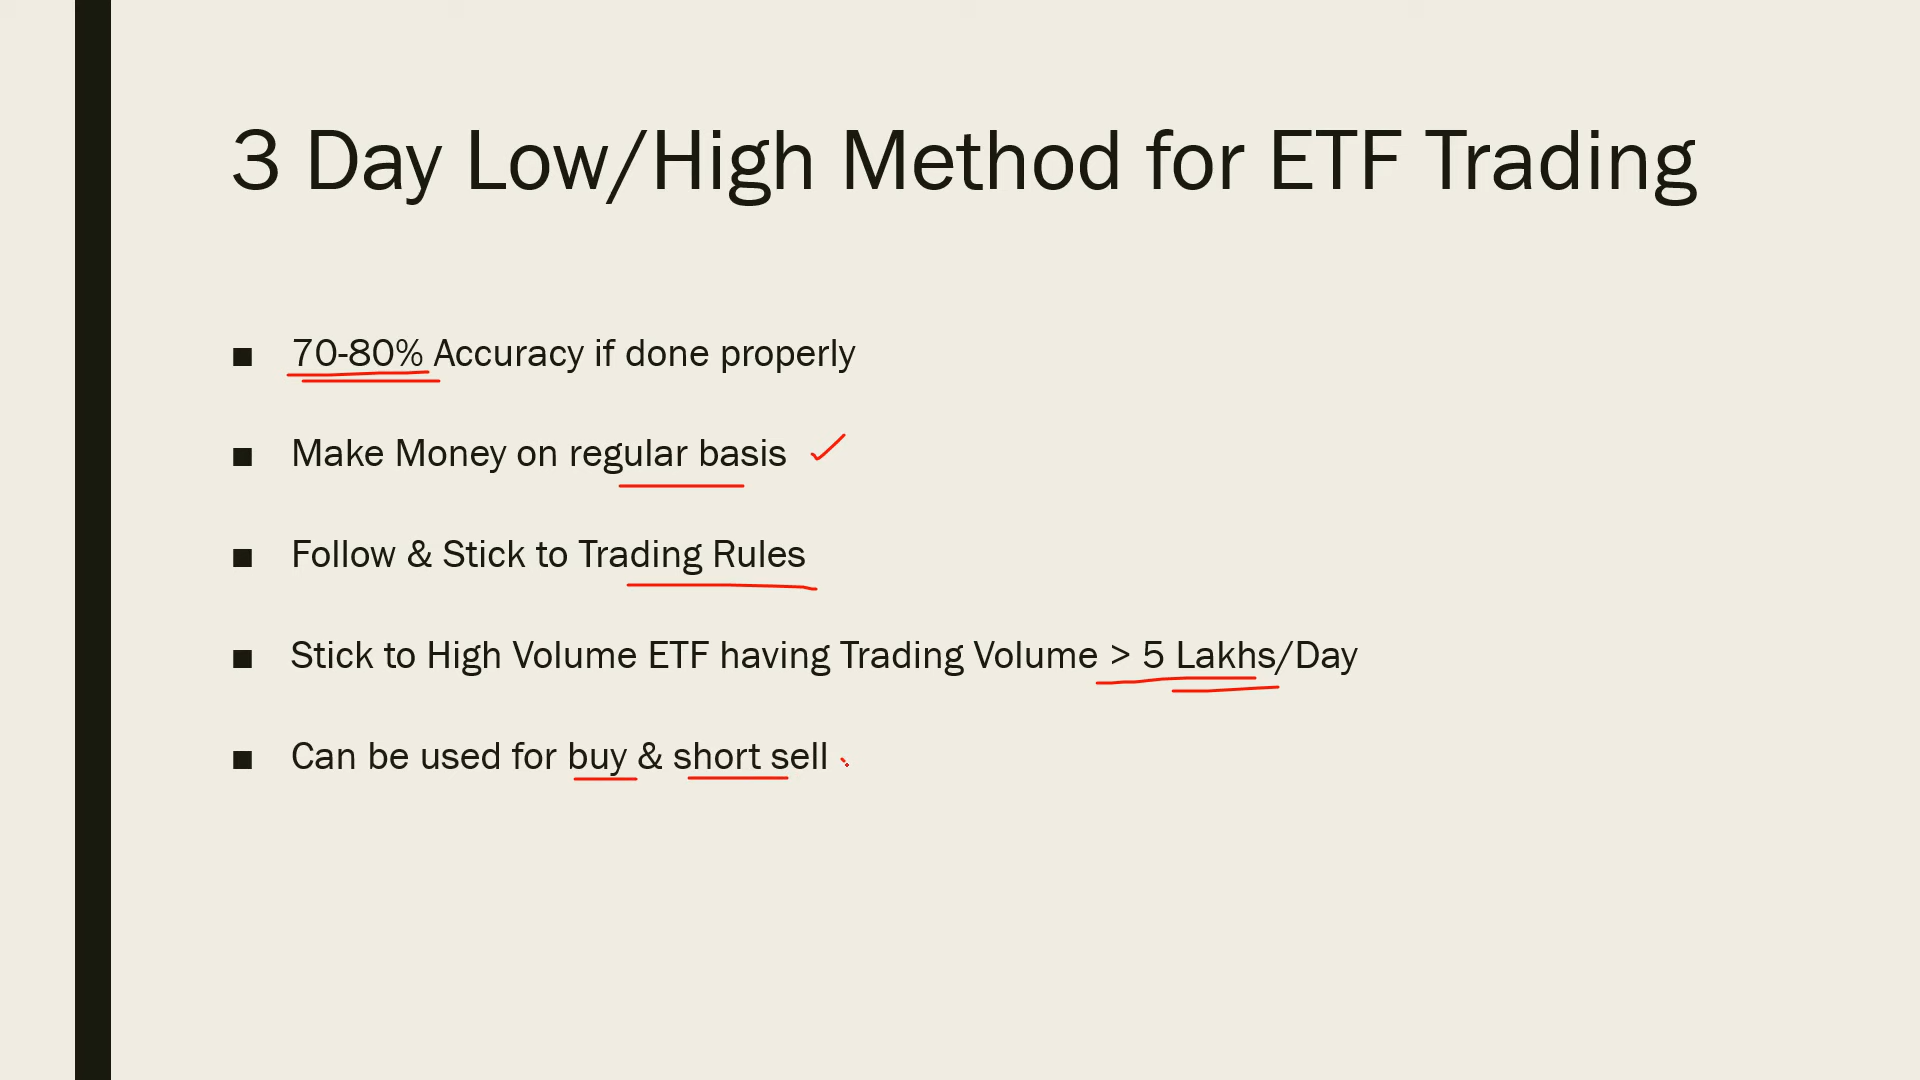 3 Day Low/High Method for ETF Trading
■ 70-80% Accuracy if done properly
■ Make Money on regular basis ✓
■ Follow & Stick to Trading Rules
■ Stick to High Volume ETF having Trading Volume > 5 Lakhs/Day
■ Can be used for buy & short sell